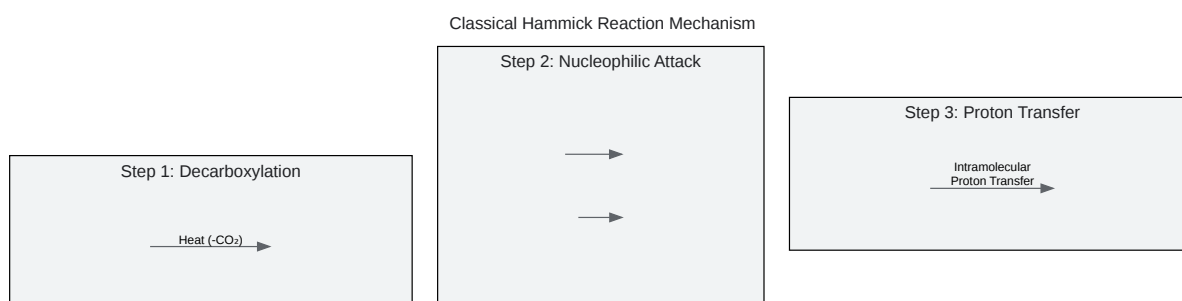 Classical Hammick Reaction Mechanism
Step 1: Decarboxylation
Heat (-CO₂)
Step 2: Nucleophilic Attack
Step 3: Proton Transfer
Intramolecular
Proton Transfer